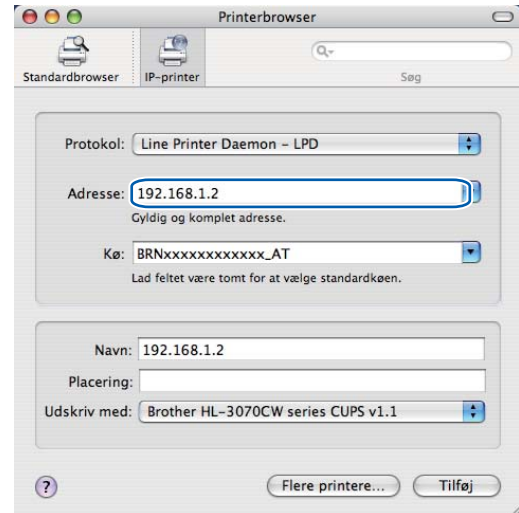 Printerbrowser
Standardbrowser
IP-printer
Søg
Protokol: Line Printer Daemon – LPD
Adresse: 192.168.1.2
Gyldig og komplet adresse.
Kø: BRNxxxxxxxxxxxx_AT
Lad feltet være tomt for at vælge standardkøen.
Navn: 192.168.1.2
Placering:
Udskriv med: Brother HL-3070CW series CUPS v1.1
? Flere printere... Tilføj